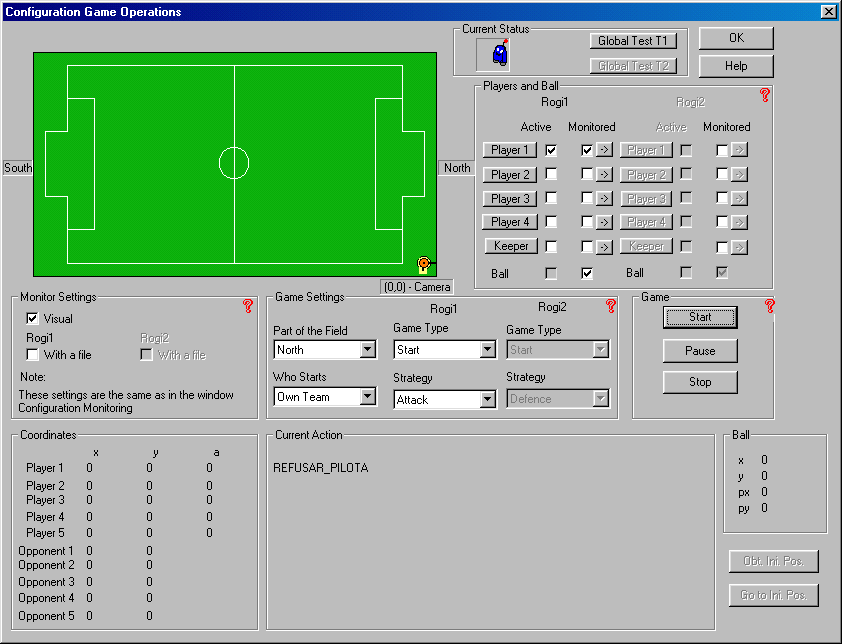 Configuration Game Operations
Current Status
Global Test T1
Global Test T2
OK
Help
South
North
(0,0) - Camera
Players and Ball
?
Rogi1 Rogi2
Active Monitored Active Monitored
Player 1 -> Player 1 ->
Player 2 -> Player 2 ->
Player 3 -> Player 3 ->
Player 4 -> Player 4 ->
Keeper -> Keeper ->
Ball Ball
Monitor Settings
?
Visual
Rogi1 Rogi2
With a file With a file
Note:
These settings are the same as in the window
Configuration Monitoring
Game Settings
?
Rogi1 Rogi2
Part of the Field Game Type Game Type
North Start Start
Who Starts Strategy Strategy
Own Team Attack Defence
Game
?
Start
Pause
Stop
Coordinates
x y a
Player 1 0 0 0
Player 2 0 0 0
Player 3 0 0 0
Player 4 0 0 0
Player 5 0 0 0
Opponent 1 0 0
Opponent 2 0 0
Opponent 3 0 0
Opponent 4 0 0
Opponent 5 0 0
Current Action
REFUSAR_PILOTA
Ball
x 0
y 0
px 0
py 0
Obt. Ini. Pos.
Go to Ini. Pos.